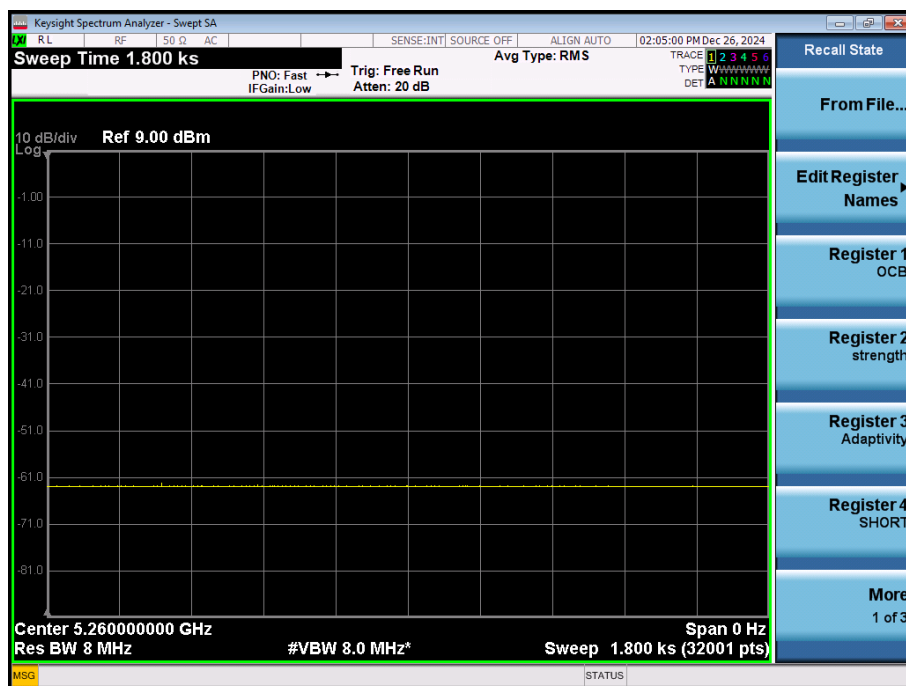 Keysight Spectrum Analyzer - Swept SA
LXI RL RF 50 Ω AC SENSE:INT SOURCE OFF ALIGN AUTO 02:05:00 PM Dec 26, 2024
Sweep Time 1.800 ks
PNO: Fast
IFGain:Low
Trig: Free Run
Atten: 20 dB
Avg Type: RMS
TRACE 1 2 3 4 5 6
TYPE WWWWWW
DET A N N N N N
10 dB/div Ref 9.00 dBm
Log
-1.00
-11.0
-21.0
-31.0
-41.0
-51.0
-61.0
-71.0
-81.0
Center 5.260000000 GHz Span 0 Hz
Res BW 8 MHz #VBW 8.0 MHz* Sweep 1.800 ks (32001 pts)
MSG STATUS
Recall State
From File...
Edit Register
Names
Register 1
OCB
Register 2
strength
Register 3
Adaptivity
Register 4
SHORT
More
1 of 3